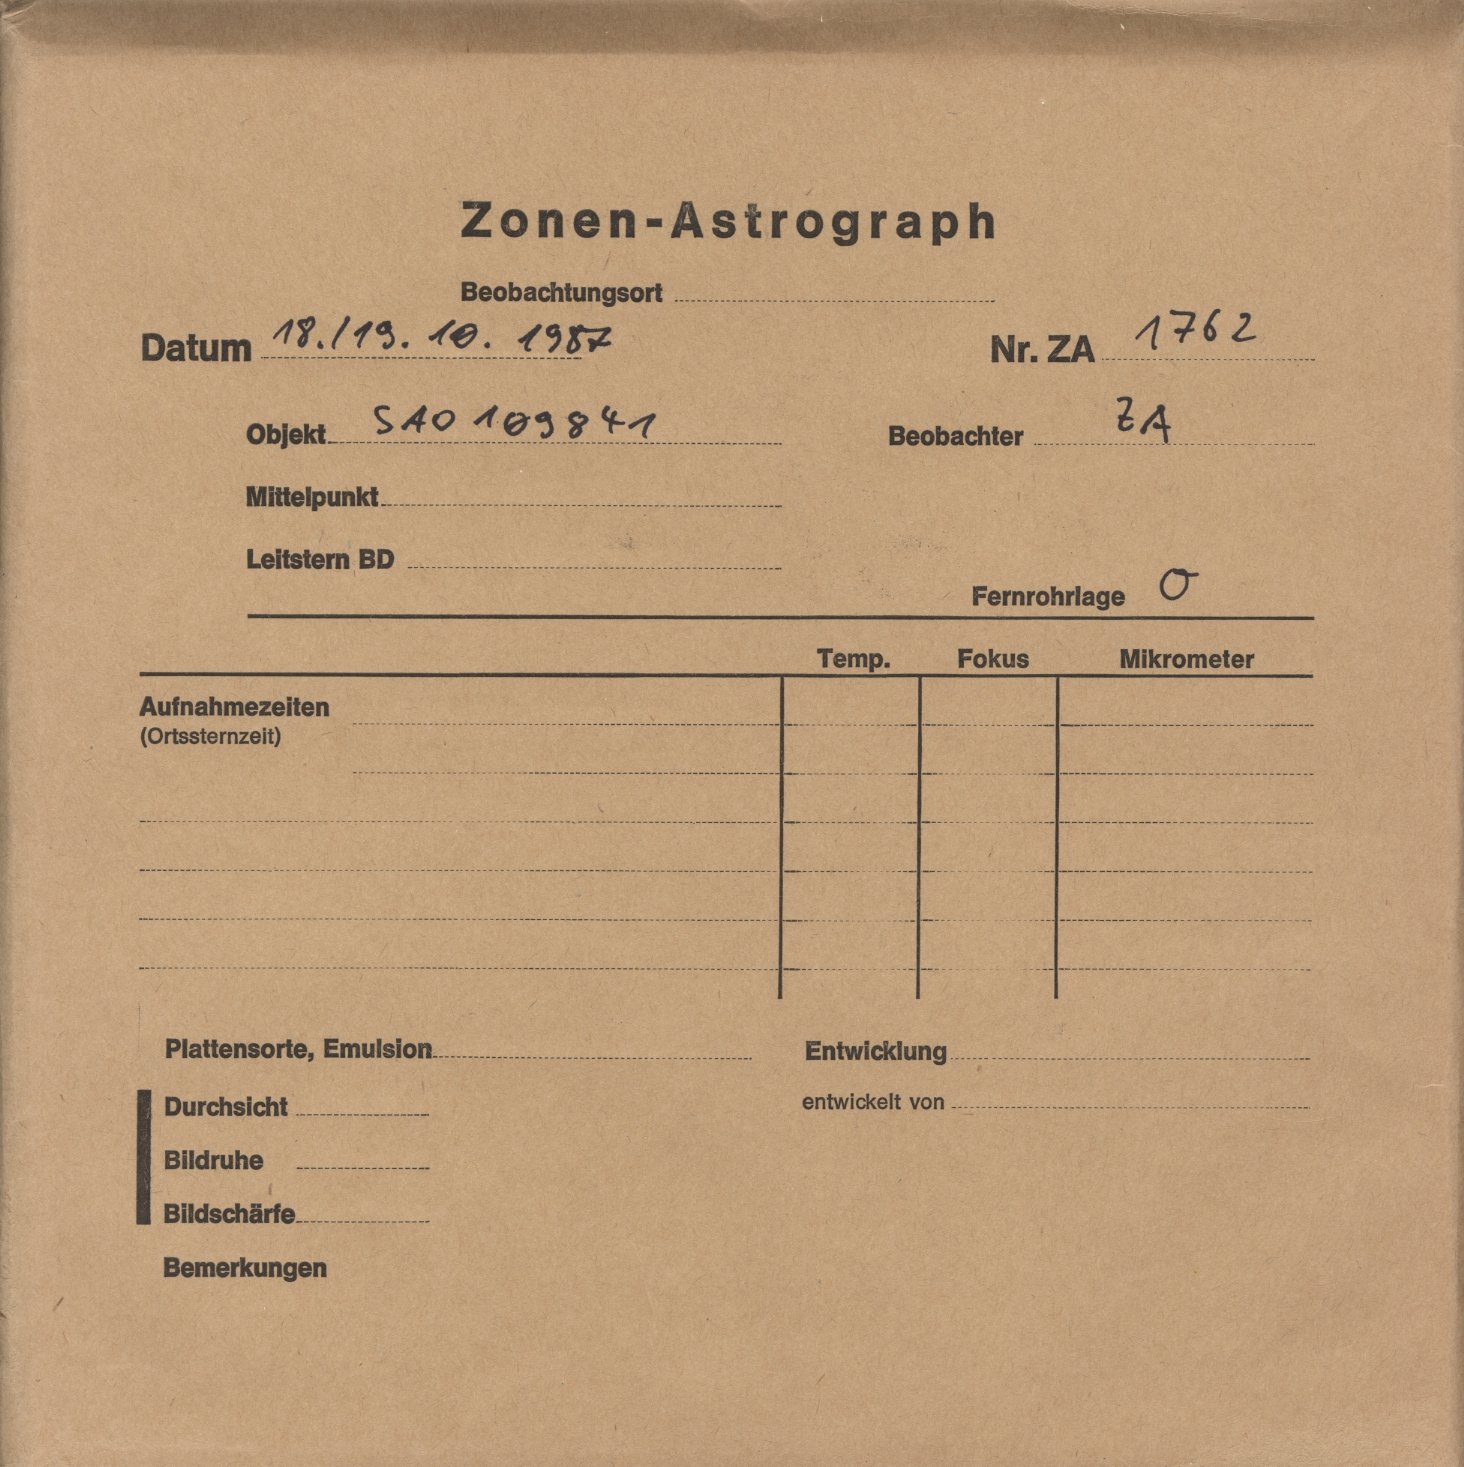 Zonen-Astrograph
Beobachtungsort
Datum 18./19. 10. 1987
Nr. ZA 1762
Objekt SAO 109841
Beobachter ZA
Mittelpunkt
Leitstern BD
Fernrohrlage O
Temp. Fokus Mikrometer
Aufnahmezeiten
(Ortssternzeit)
Plattensorte, Emulsion
Entwicklung
Durchsicht
entwickelt von
Bildruhe
Bildschärfe
Bemerkungen